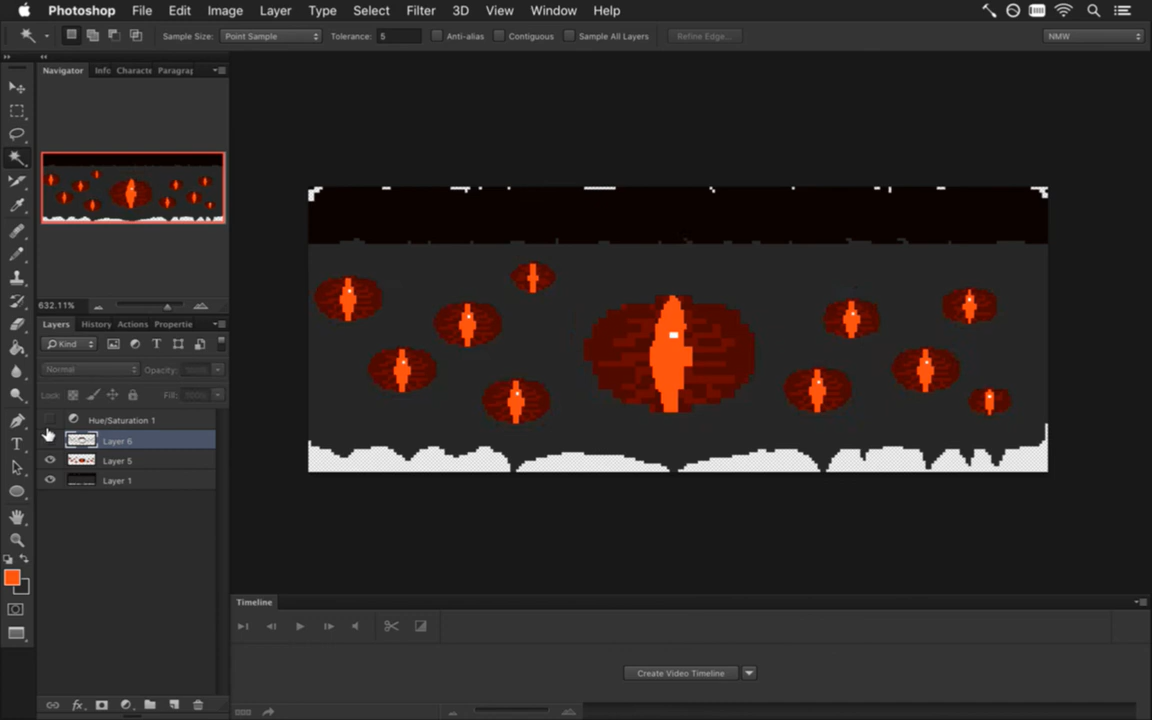 Photoshop File Edit Image Layer Type Select Filter 3D View Window Help
Sample Size: Point Sample Tolerance: 5 Anti-alias Contiguous Sample All Layers Refine Edge... NMW
Navigator Info Characte Paragrap
632.11%
Layers History Actions Propertie
Kind
Normal Opacity:
Lock: Fill:
Hue/Saturation 1
Layer 6
Layer 5
Layer 1
Timeline
Create Video Timeline